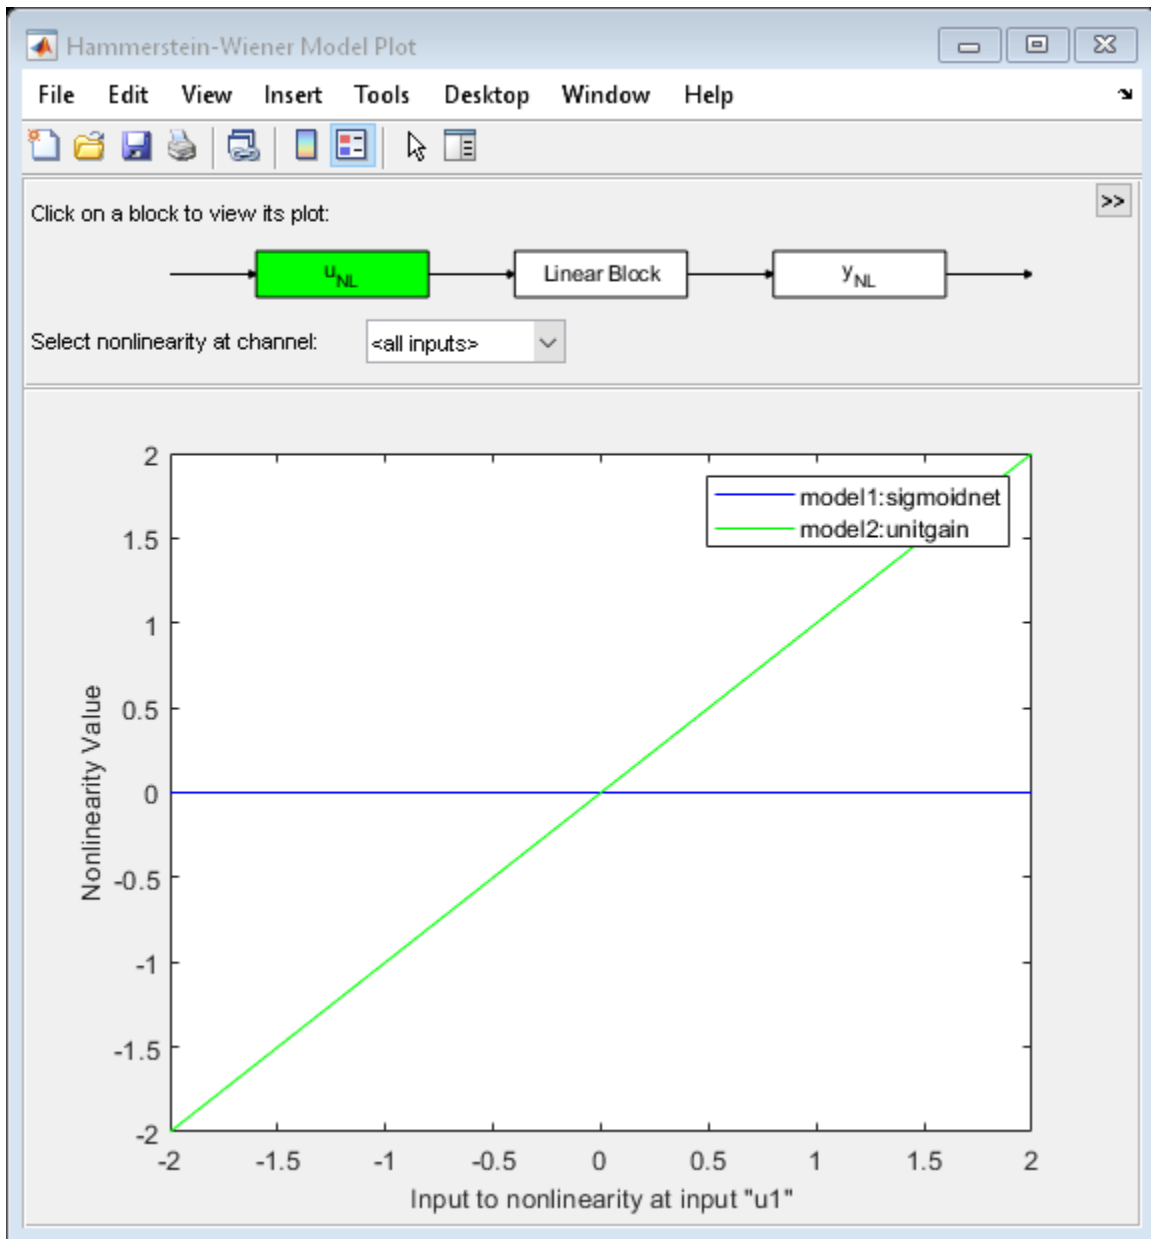 Hammerstein-Wiener Model Plot
File Edit View Insert Tools Desktop Window Help
Click on a block to view its plot:
>>
u_NL Linear Block y_NL
Select nonlinearity at channel: <all inputs>
2
model1:sigmoidnet
model2:unitgain
1.5
1
0.5
0
-0.5
-1
-1.5
-2
Nonlinearity Value
-2 -1.5 -1 -0.5 0 0.5 1 1.5 2
Input to nonlinearity at input "u1"